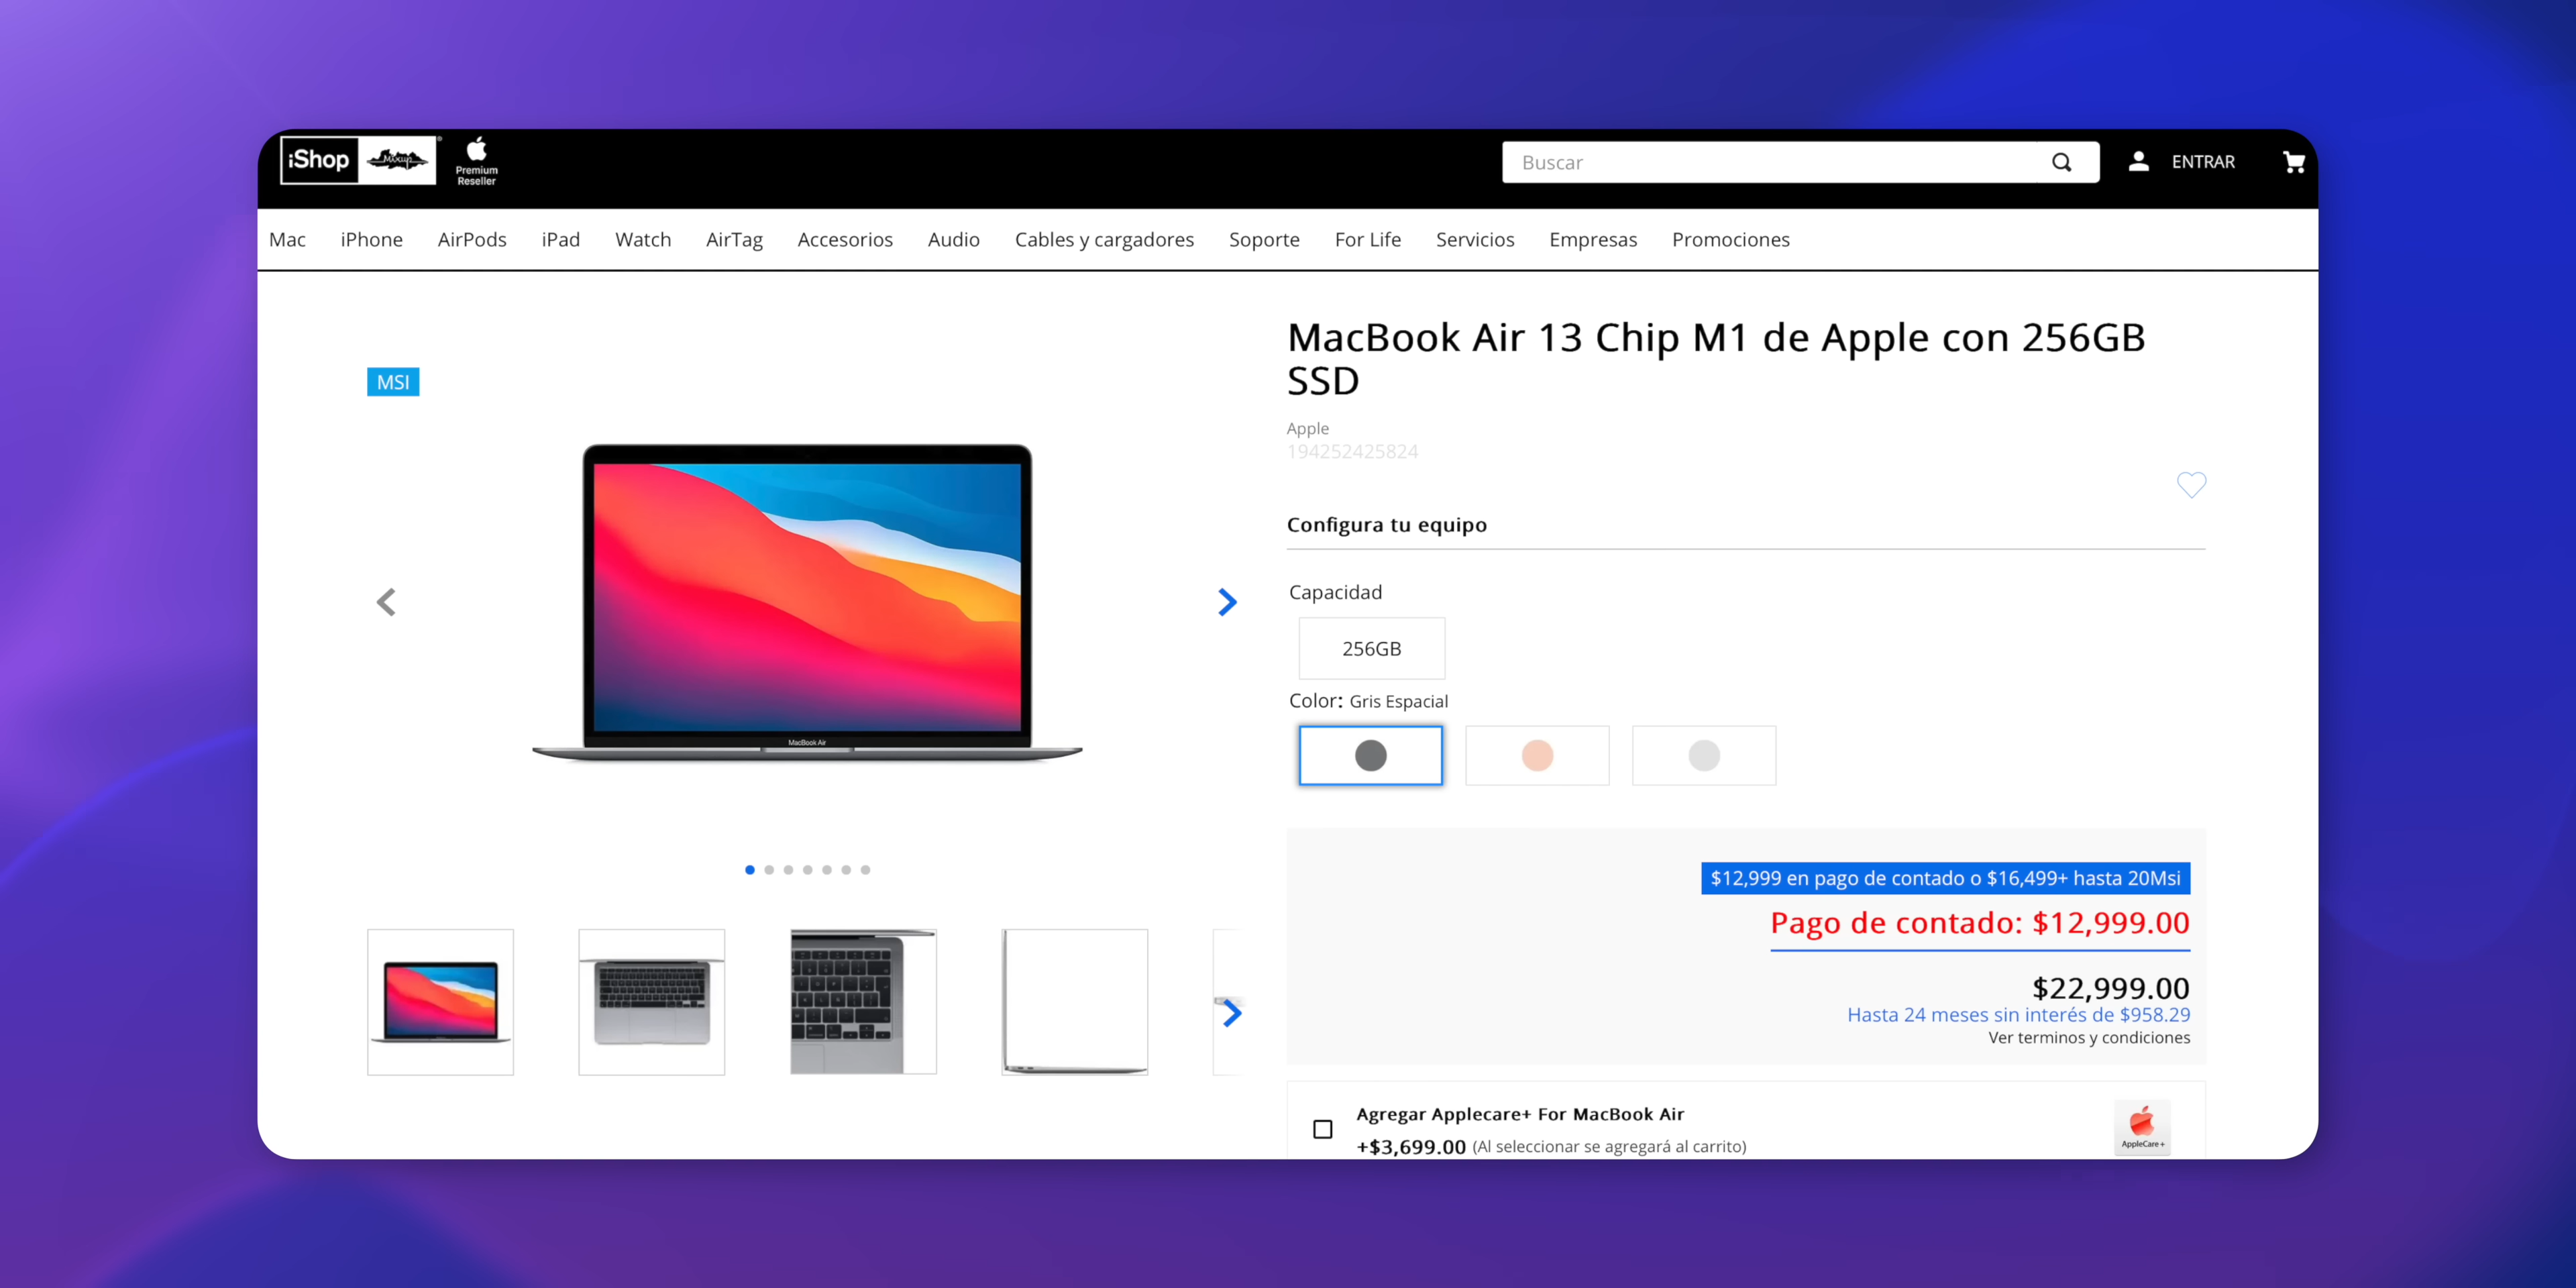 iShop
Mixup
Premium
Reseller
Buscar
ENTRAR
Mac iPhone AirPods iPad Watch AirTag Accesorios Audio Cables y cargadores Soporte For Life Servicios Empresas Promociones
MSI
MacBook Air
MacBook Air 13 Chip M1 de Apple con 256GB
SSD
Apple
194252425824
Configura tu equipo
Capacidad
256GB
Color: Gris Espacial
$12,999 en pago de contado o $16,499+ hasta 20Msi
Pago de contado: $12,999.00
$22,999.00
Hasta 24 meses sin interés de $958.29
Ver terminos y condiciones
Agregar Applecare+ For MacBook Air
+$3,699.00 (Al seleccionar se agregará al carrito)
AppleCare+